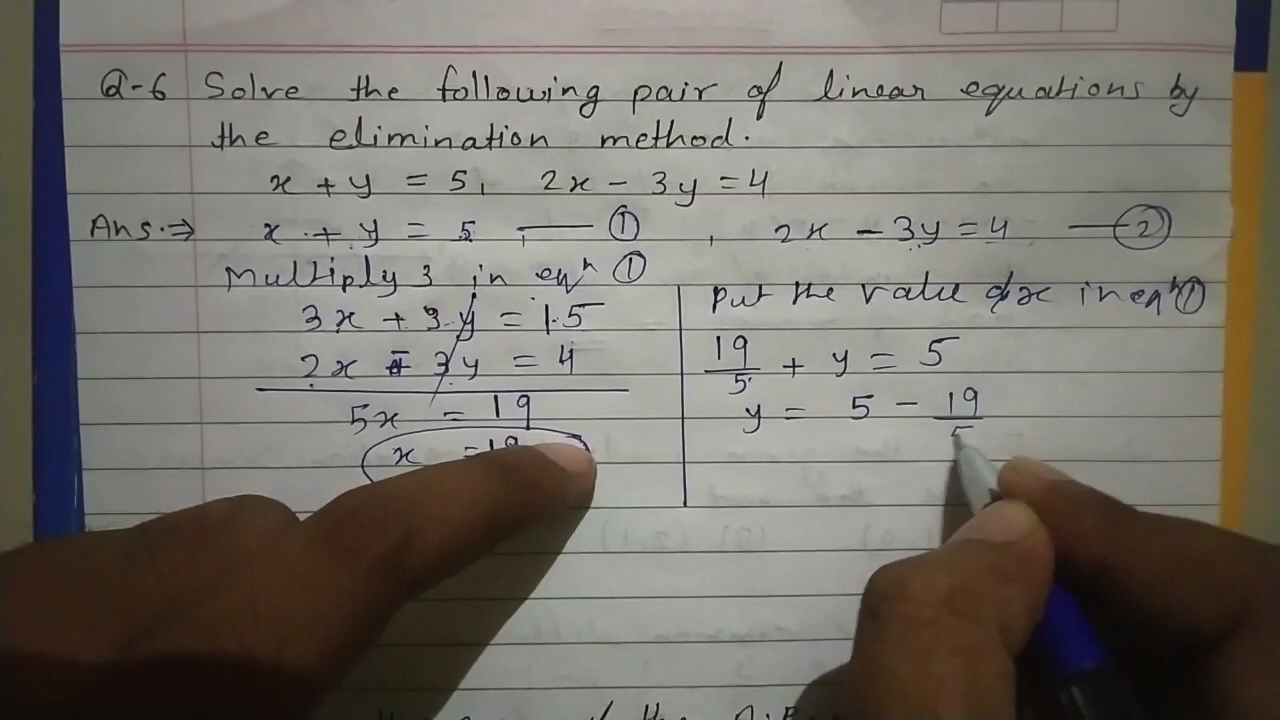 Q-6 Solve the following pair of linear equations by
the elimination method.
x + y = 5, 2x - 3y = 4
Ans.⇒ x + y = 5, —— ① , 2x - 3y = 4 —— ②
Multiply 3 in eqⁿ ①
3x + 3y = 15
2x - 3y = 4
5x = 19
x = 19
Put the value of x in eqⁿ ①
19/5 + y = 5
y = 5 - 19/5
the